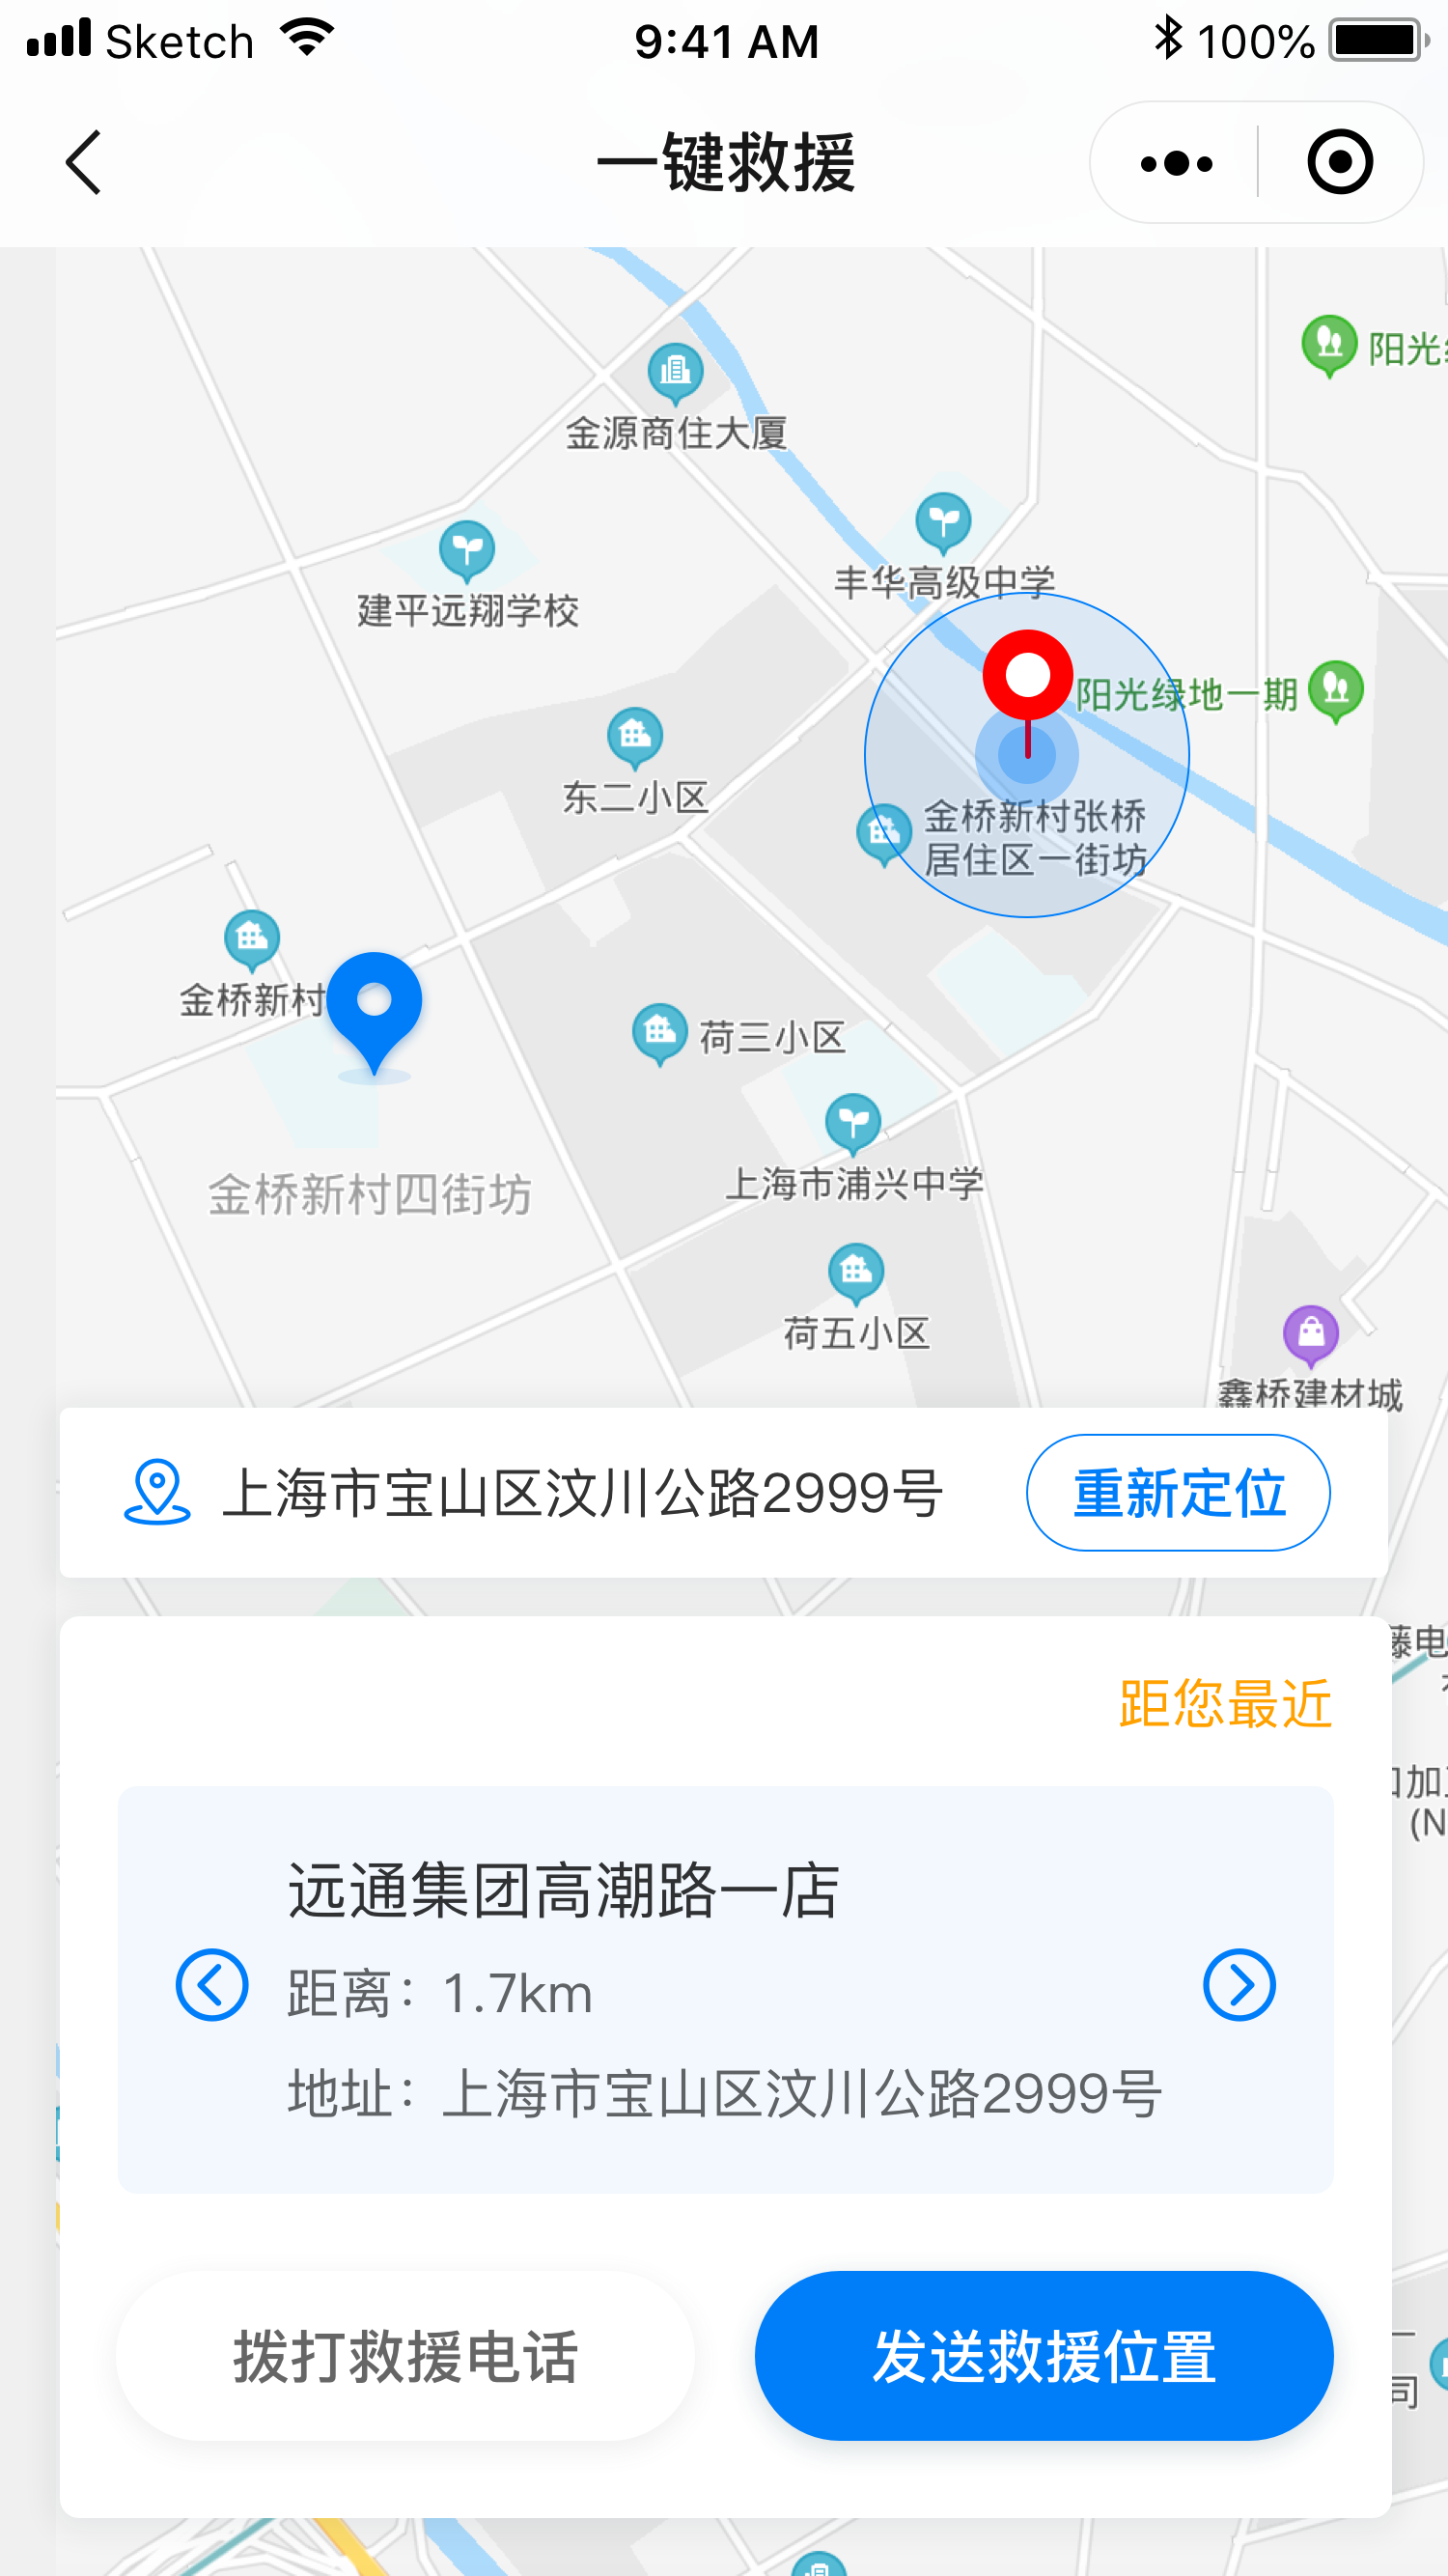 Sketch 9:41 AM 100%
一键救援
阳光
金源商住大厦
丰华高级中学
建平远翔学校
阳光绿地一期
东二小区
金桥新村张桥
居住区一街坊
金桥新村
荷三小区
上海市浦兴中学
金桥新村四街坊
荷五小区
鑫桥建材城
上海市宝山区汶川公路2999号 重新定位
藤电
距您最近
加
(N
远通集团高潮路一店
距离：1.7km
地址：上海市宝山区汶川公路2999号
拨打救援电话 发送救援位置
司